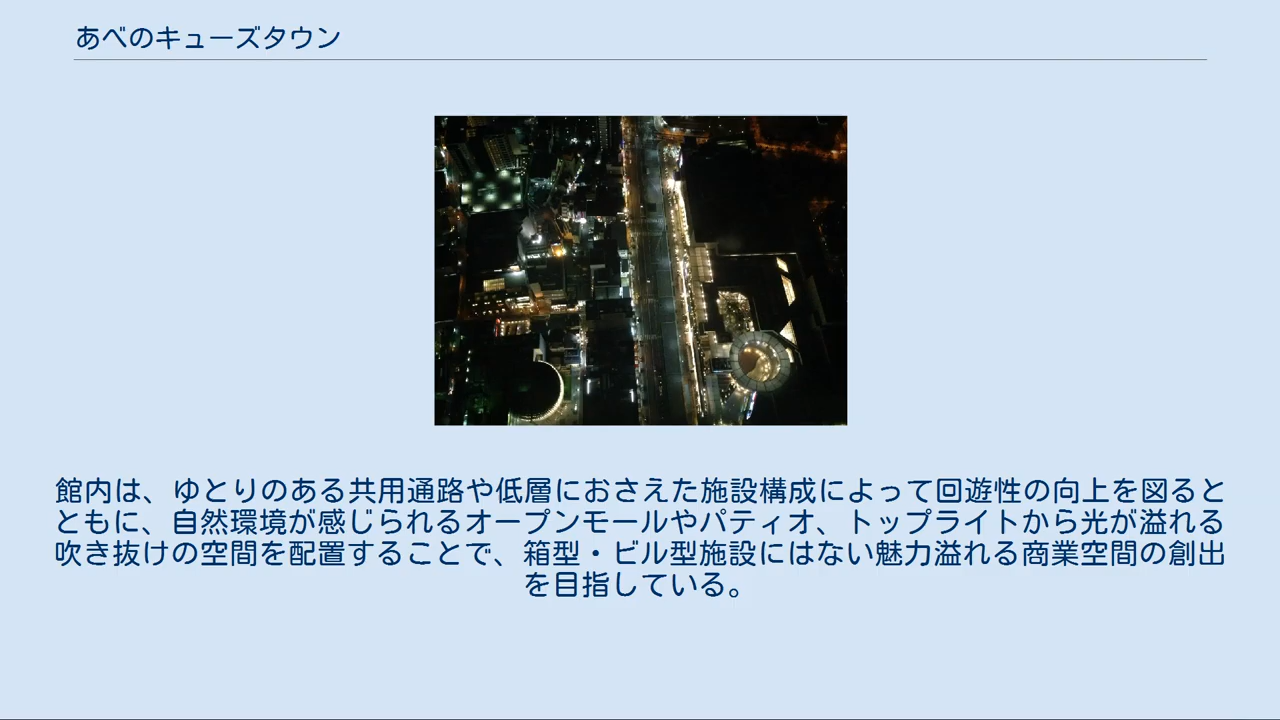 あべのキューズタウン
館内は、ゆとりのある共用通路や低層におさえた施設構成によって回遊性の向上を図ると
ともに、自然環境が感じられるオープンモールやパティオ、トップライトから光が溢れる
吹き抜けの空間を配置することで、箱型・ビル型施設にはない魅力溢れる商業空間の創出
を目指している。